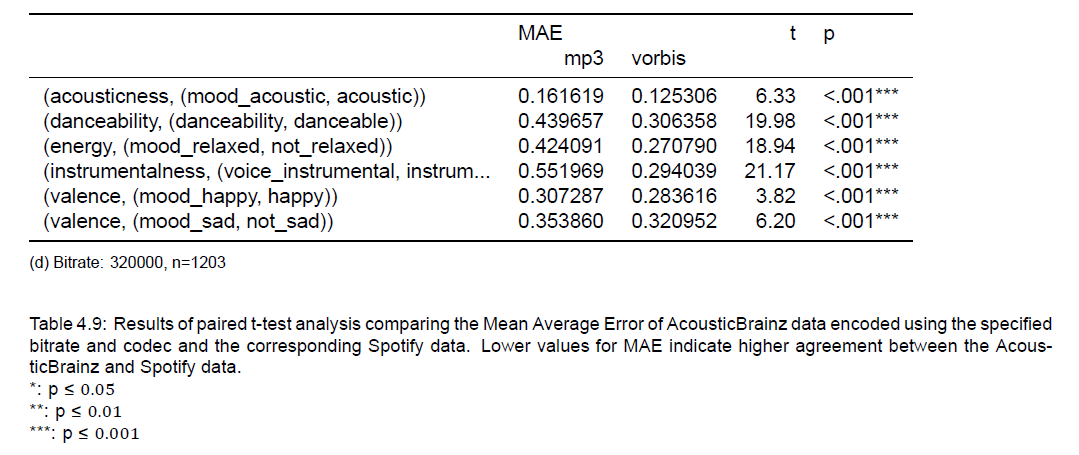 MAE t p
mp3 vorbis
(acousticness, (mood_acoustic, acoustic)) 0.161619 0.125306 6.33 <.001***
(danceability, (danceability, danceable)) 0.439657 0.306358 19.98 <.001***
(energy, (mood_relaxed, not_relaxed)) 0.424091 0.270790 18.94 <.001***
(instrumentalness, (voice_instrumental, instrum... 0.551969 0.294039 21.17 <.001***
(valence, (mood_happy, happy)) 0.307287 0.283616 3.82 <.001***
(valence, (mood_sad, not_sad)) 0.353860 0.320952 6.20 <.001***
(d) Bitrate: 320000, n=1203
Table 4.9: Results of paired t-test analysis comparing the Mean Average Error of AcousticBrainz data encoded using the specified
bitrate and codec and the corresponding Spotify data. Lower values for MAE indicate higher agreement between the Acous-
ticBrainz and Spotify data.
*: p ≤ 0.05
**: p ≤ 0.01
***: p ≤ 0.001